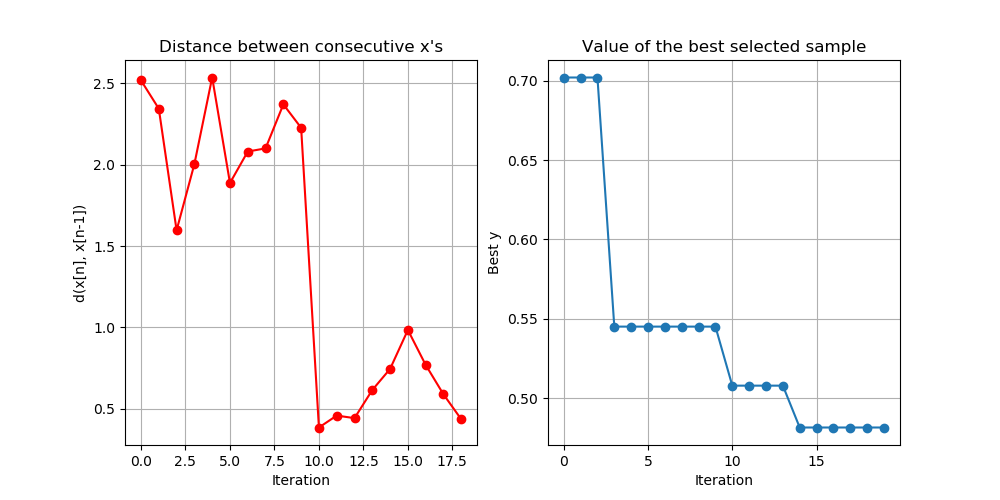 Distance between consecutive x's
d(x[n], x[n-1])
2.5
2.0
1.5
1.0
0.5
0.0 2.5 5.0 7.5 10.0 12.5 15.0 17.5
Iteration
Value of the best selected sample
Best y
0.70
0.65
0.60
0.55
0.50
0 5 10 15
Iteration